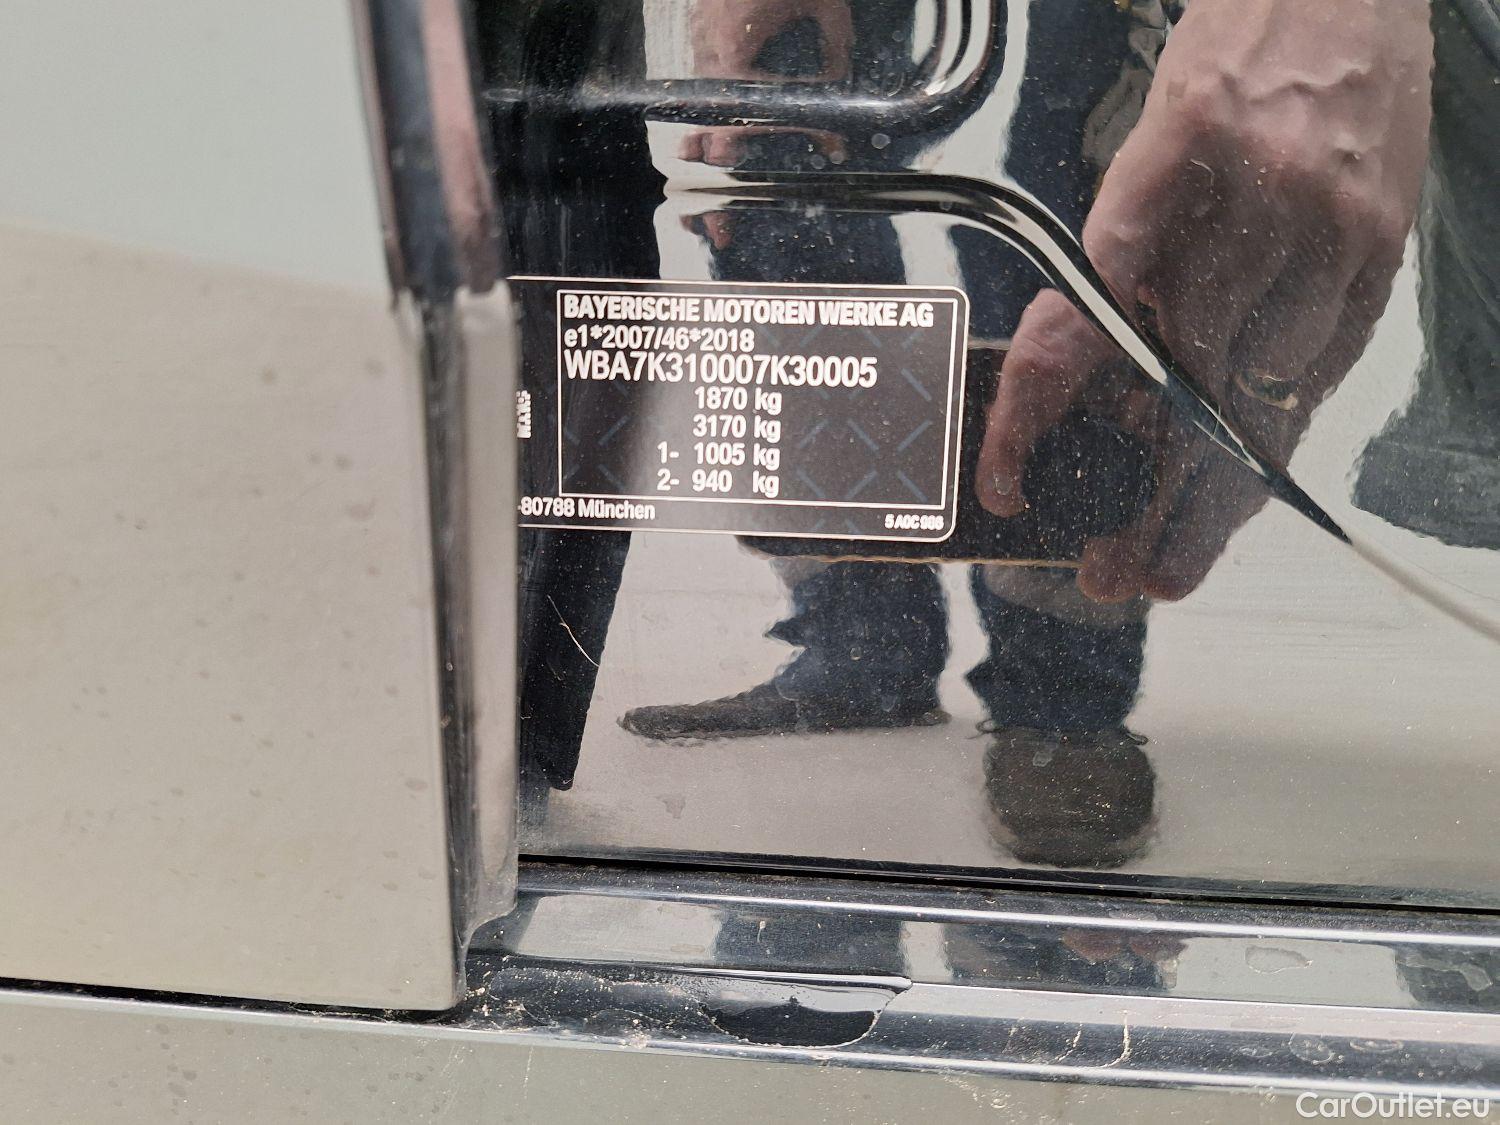 BAYERISCHE MOTOREN WERKE AG
e1*2007/46*2018
WBA7K310007K30005
1870 kg
3170 kg
1- 1005 kg
2- 940 kg
-80788 München
5A0C986
CarOutlet.eu